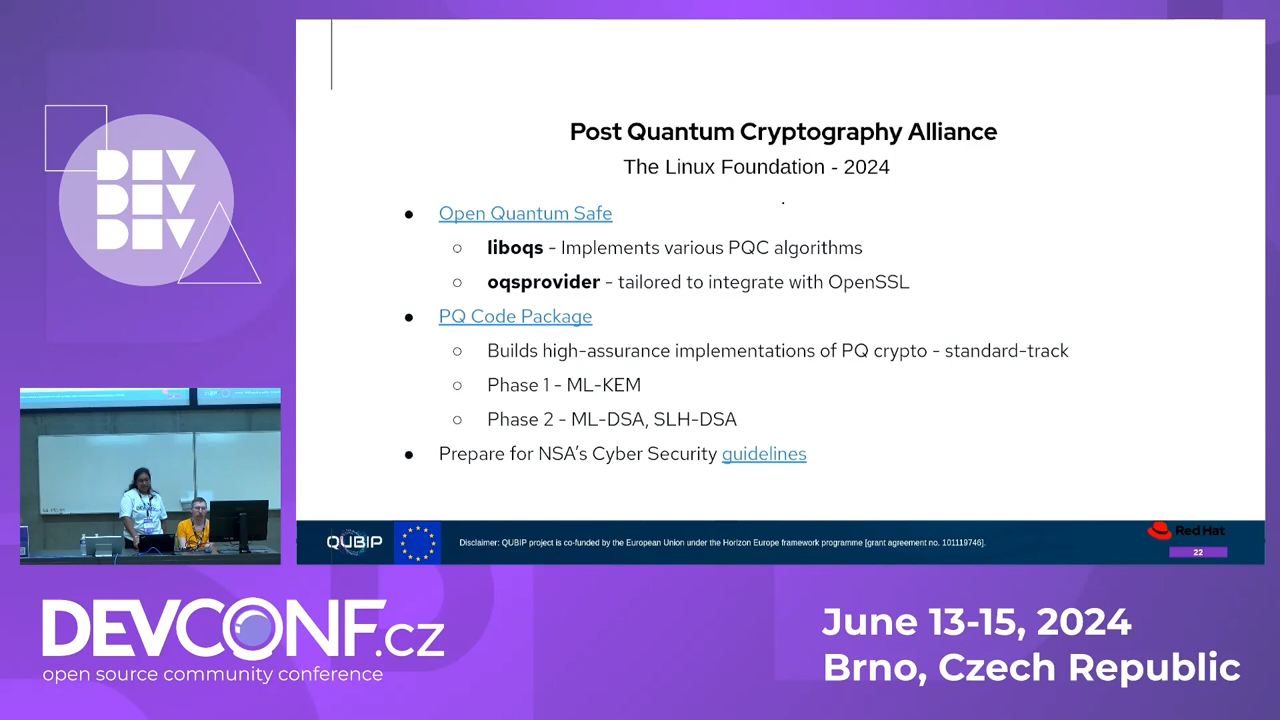 DEV
DEV
DEV
Post Quantum Cryptography Alliance
The Linux Foundation - 2024
● Open Quantum Safe
○ liboqs - Implements various PQC algorithms
○ oqsprovider - tailored to integrate with OpenSSL
● PQ Code Package
○ Builds high-assurance implementations of PQ crypto - standard-track
○ Phase 1 - ML-KEM
○ Phase 2 - ML-DSA, SLH-DSA
● Prepare for NSA's Cyber Security guidelines
QUBIP
Disclaimer: QUBIP project is co-funded by the European Union under the Horizon Europe framework programme [grant agreement no. 101119746].
Red Hat
22
DEVCONF.cz
open source community conference
June 13-15, 2024
Brno, Czech Republic